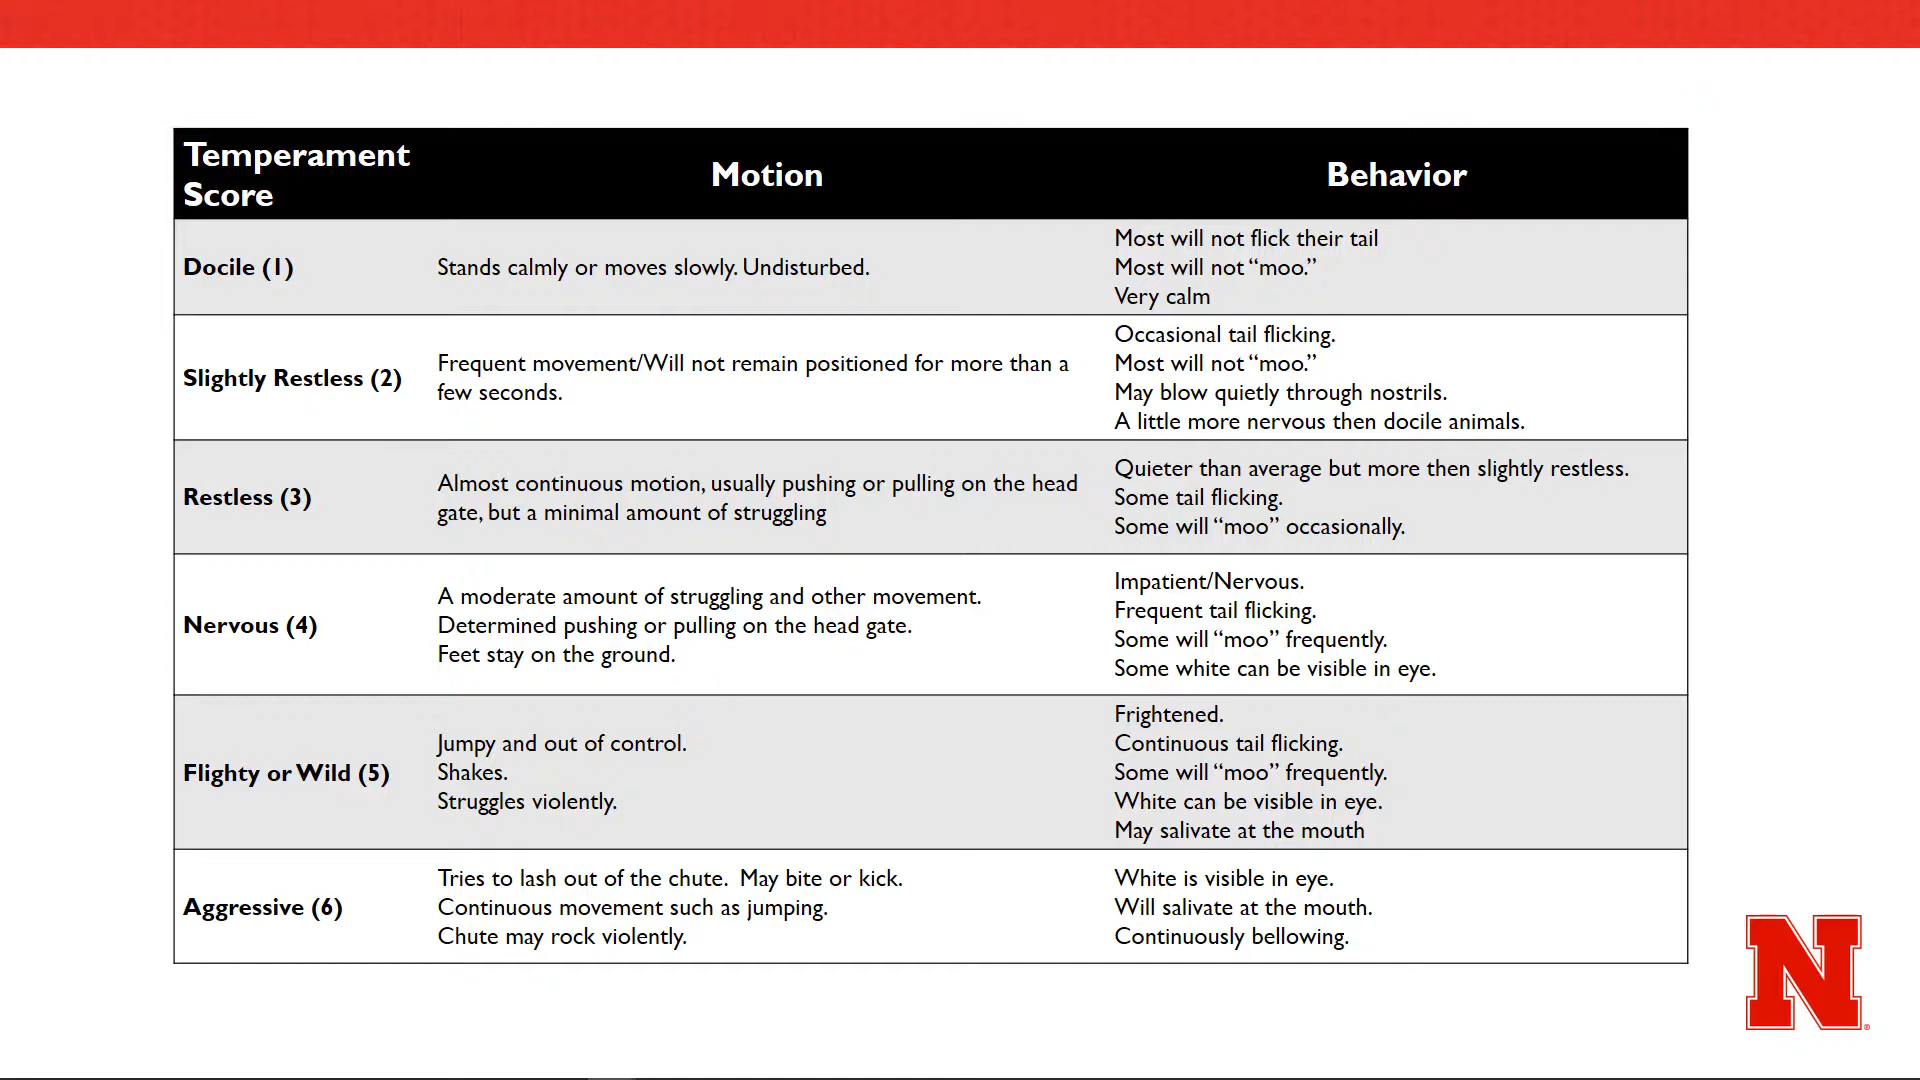 Temperament
Score
Motion
Behavior
Docile (1)
Stands calmly or moves slowly. Undisturbed.
Most will not flick their tail
Most will not “moo.”
Very calm
Slightly Restless (2)
Frequent movement/Will not remain positioned for more than a
few seconds.
Occasional tail flicking.
Most will not “moo.”
May blow quietly through nostrils.
A little more nervous then docile animals.
Restless (3)
Almost continuous motion, usually pushing or pulling on the head
gate, but a minimal amount of struggling
Quieter than average but more then slightly restless.
Some tail flicking.
Some will “moo” occasionally.
Nervous (4)
A moderate amount of struggling and other movement.
Determined pushing or pulling on the head gate.
Feet stay on the ground.
Impatient/Nervous.
Frequent tail flicking.
Some will “moo” frequently.
Some white can be visible in eye.
Flighty or Wild (5)
Jumpy and out of control.
Shakes.
Struggles violently.
Frightened.
Continuous tail flicking.
Some will “moo” frequently.
White can be visible in eye.
May salivate at the mouth
Aggressive (6)
Tries to lash out of the chute.  May bite or kick.
Continuous movement such as jumping.
Chute may rock violently.
White is visible in eye.
Will salivate at the mouth.
Continuously bellowing.
N®